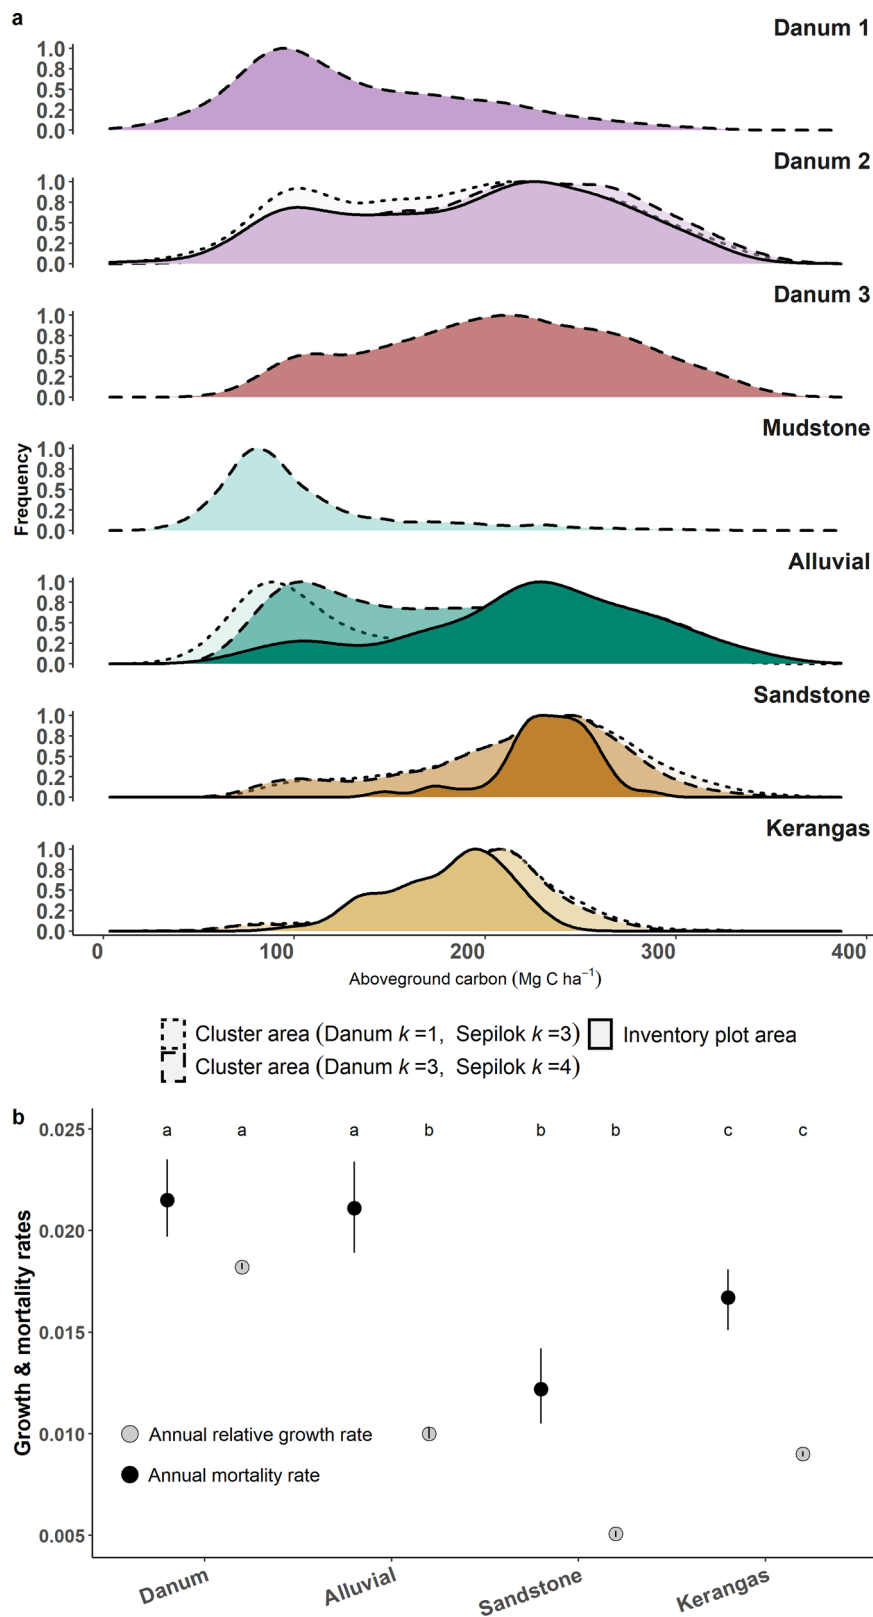 a
Danum 1
1.0
0.8
0.5
0.2
0.0
Danum 2
1.0
0.8
0.5
0.2
0.0
Danum 3
1.0
0.8
0.5
0.2
0.0
Mudstone
1.0
0.8
0.5
0.2
0.0
Frequency
Alluvial
1.0
0.8
0.5
0.2
0.0
Sandstone
1.0
0.8
0.5
0.2
0.0
Kerangas
1.0
0.8
0.5
0.2
0.0
0 100 200 300 400
Aboveground carbon (Mg C ha⁻¹)
Cluster area (Danum k =1, Sepilok k =3) Inventory plot area
Cluster area (Danum k =3, Sepilok k =4)
b
0.025
a a a b b b c c
0.020
0.015
0.010
0.005
Growth & mortality rates
Annual relative growth rate
Annual mortality rate
Danum Alluvial Sandstone Kerangas